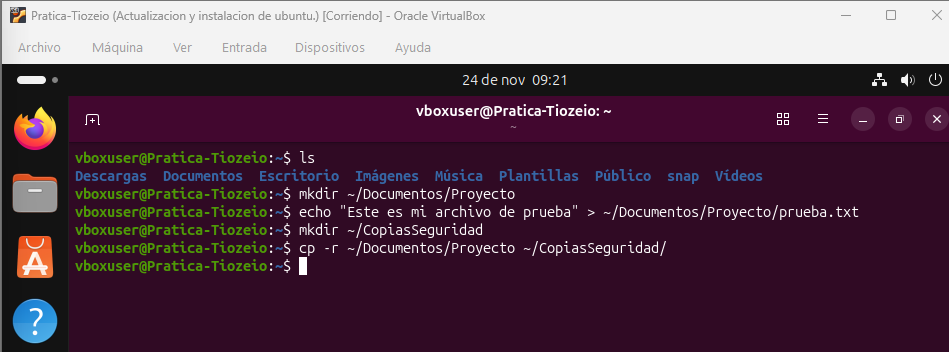 Pratica-Tiozeio (Actualizacion y instalacion de ubuntu.) [Corriendo] - Oracle VirtualBox
Archivo Máquina Ver Entrada Dispositivos Ayuda
24 de nov 09:21
vboxuser@Pratica-Tiozeio: ~
~
vboxuser@Pratica-Tiozeio:~$ ls
Descargas Documentos Escritorio Imágenes Música Plantillas Público snap Vídeos
vboxuser@Pratica-Tiozeio:~$ mkdir ~/Documentos/Proyecto
vboxuser@Pratica-Tiozeio:~$ echo "Este es mi archivo de prueba" > ~/Documentos/Proyecto/prueba.txt
vboxuser@Pratica-Tiozeio:~$ mkdir ~/CopiasSeguridad
vboxuser@Pratica-Tiozeio:~$ cp -r ~/Documentos/Proyecto ~/CopiasSeguridad/
vboxuser@Pratica-Tiozeio:~$